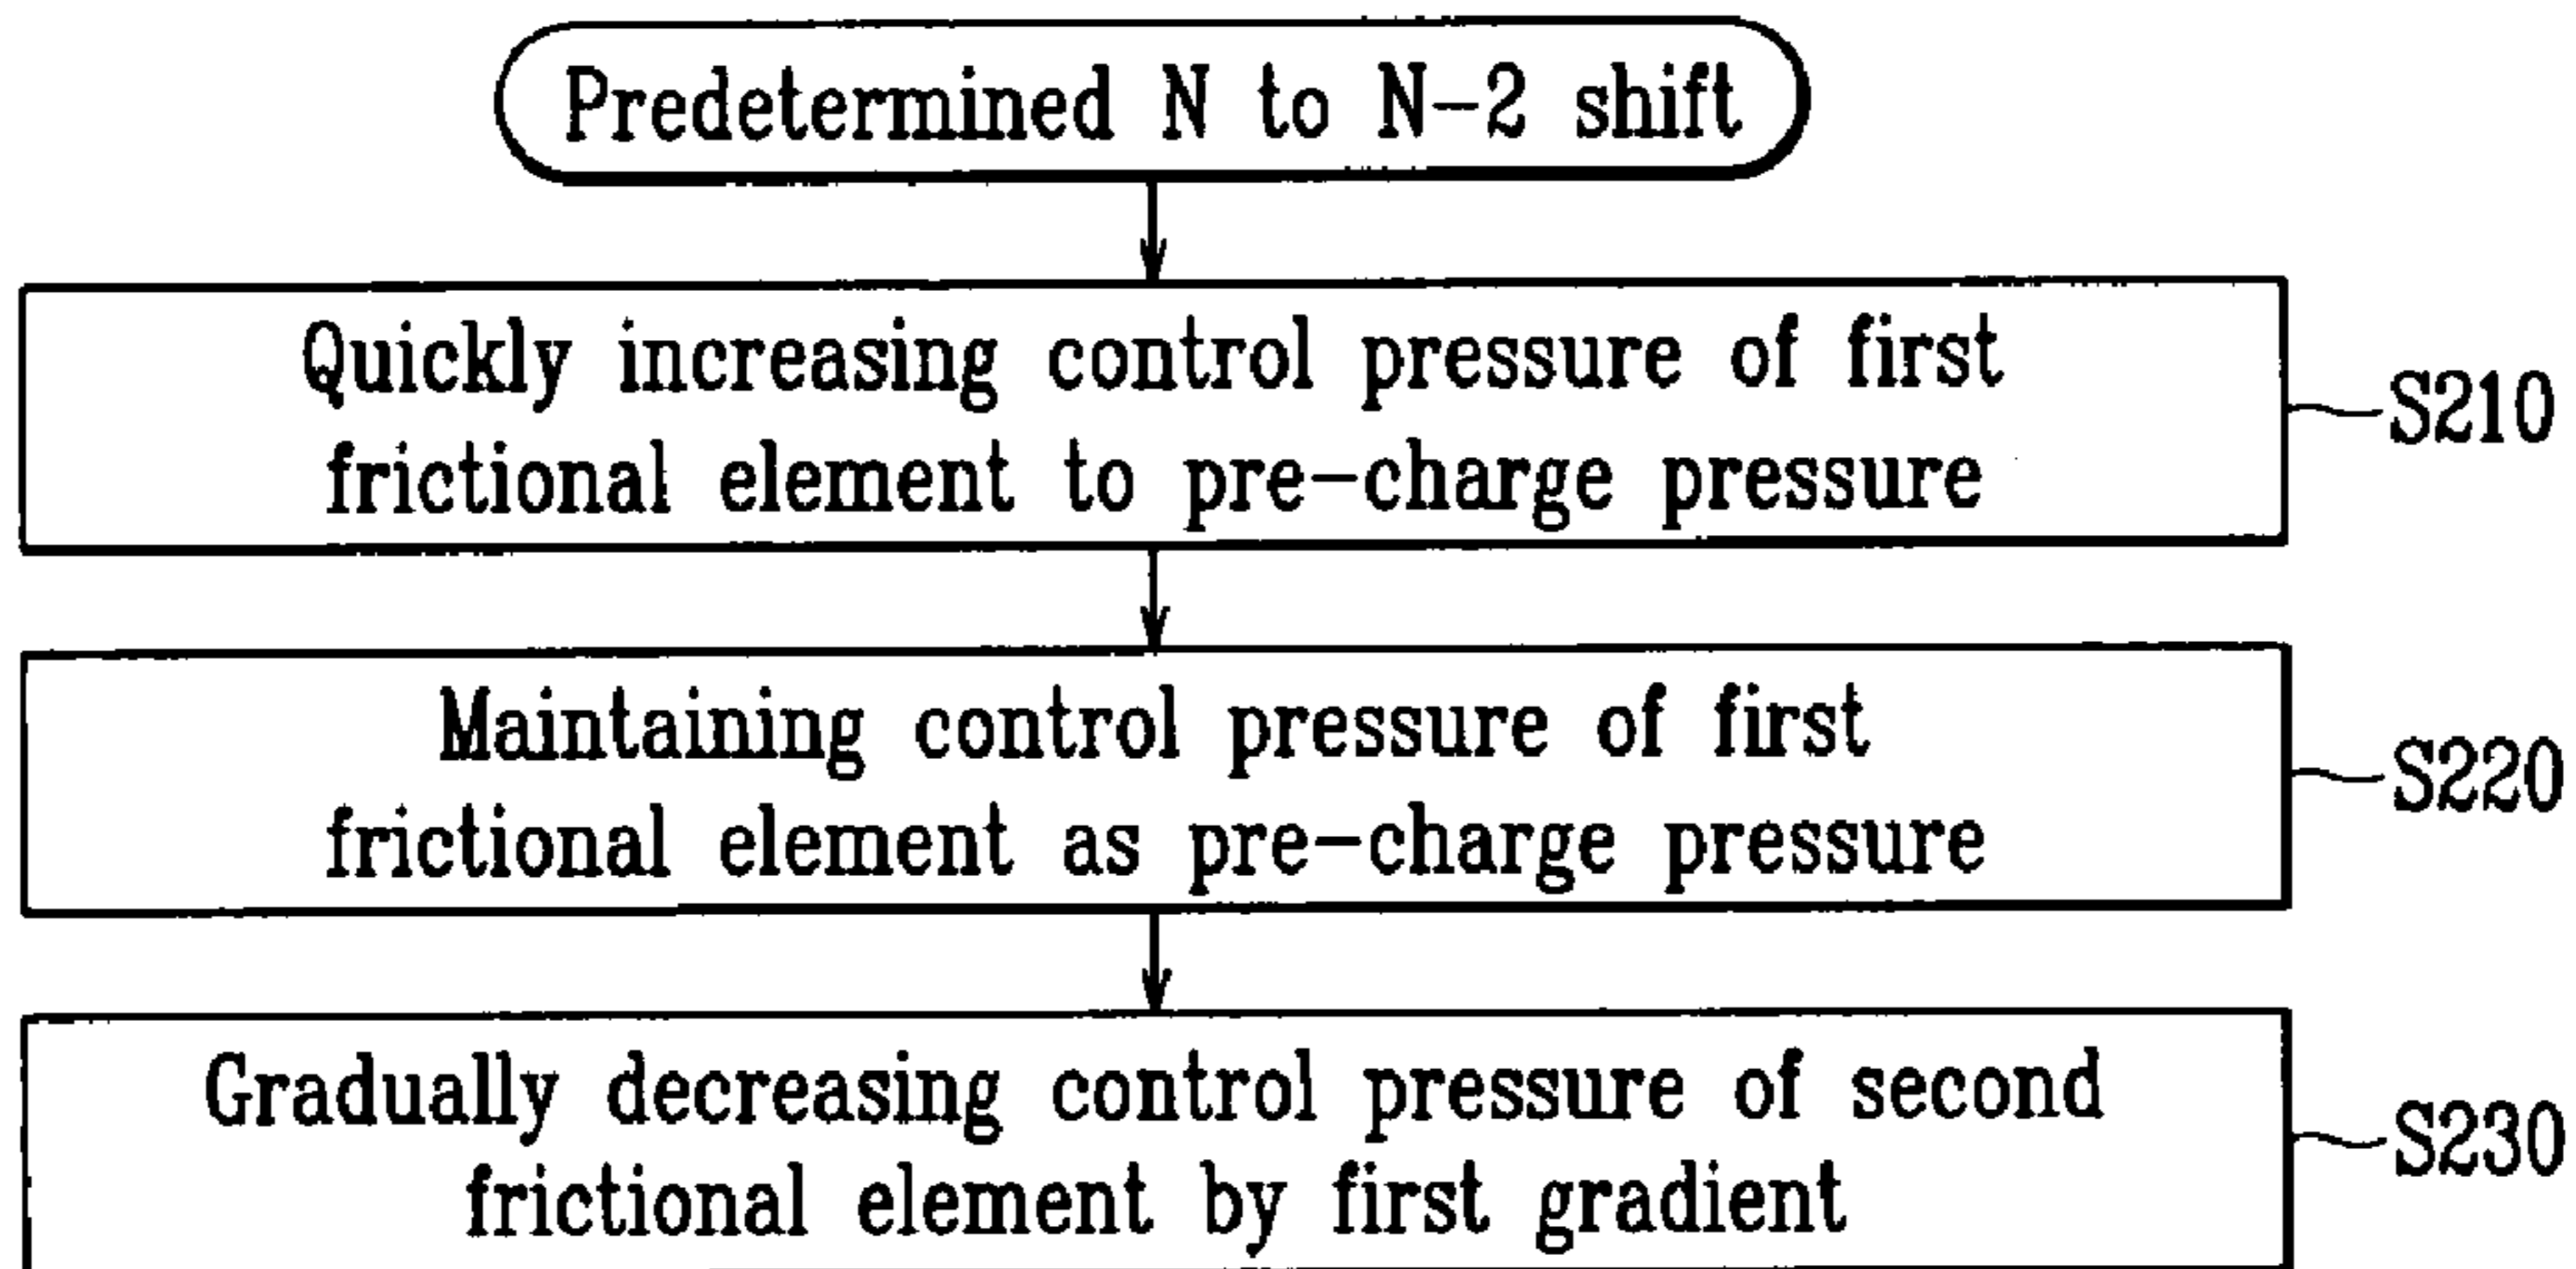 Predetermined N to N-2 shift
Quickly increasing control pressure of first
frictional element to pre-charge pressure
S210
Maintaining control pressure of first
frictional element as pre-charge pressure
S220
Gradually decreasing control pressure of second
frictional element by first gradient
S230